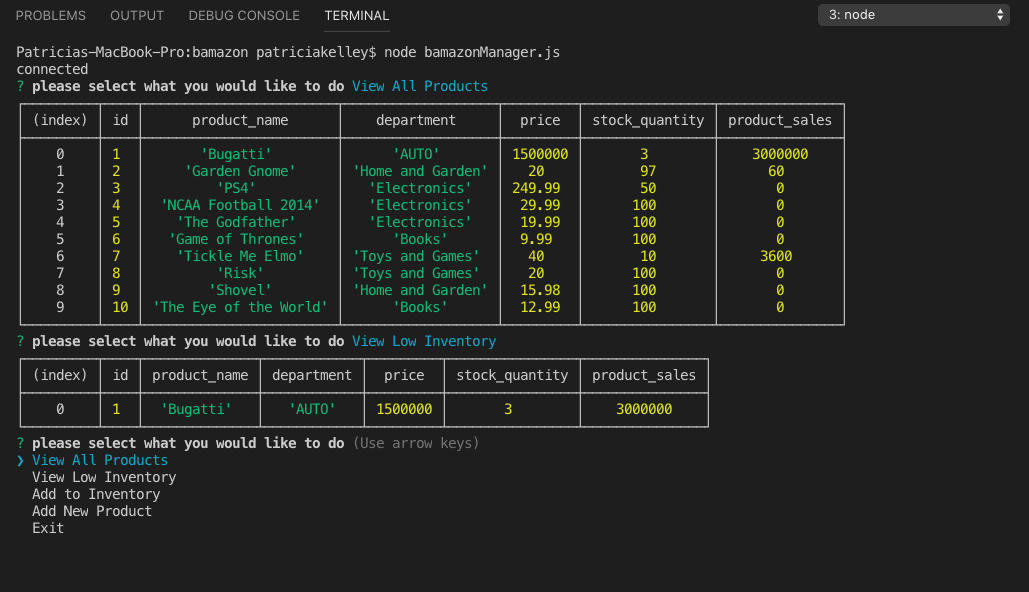 PROBLEMS OUTPUT DEBUG CONSOLE TERMINAL 3: node
Patricias-MacBook-Pro:bamazon patriciakelley$ node bamazonManager.js
connected
? please select what you would like to do View All Products
(index) id product_name department price stock_quantity product_sales
0 1 'Bugatti' 'AUTO' 1500000 3 3000000
1 2 'Garden Gnome' 'Home and Garden' 20 97 60
2 3 'PS4' 'Electronics' 249.99 50 0
3 4 'NCAA Football 2014' 'Electronics' 29.99 100 0
4 5 'The Godfather' 'Electronics' 19.99 100 0
5 6 'Game of Thrones' 'Books' 9.99 100 0
6 7 'Tickle Me Elmo' 'Toys and Games' 40 10 3600
7 8 'Risk' 'Toys and Games' 20 100 0
8 9 'Shovel' 'Home and Garden' 15.98 100 0
9 10 'The Eye of the World' 'Books' 12.99 100 0
? please select what you would like to do View Low Inventory
(index) id product_name department price stock_quantity product_sales
0 1 'Bugatti' 'AUTO' 1500000 3 3000000
? please select what you would like to do (Use arrow keys)
❯ View All Products
View Low Inventory
Add to Inventory
Add New Product
Exit